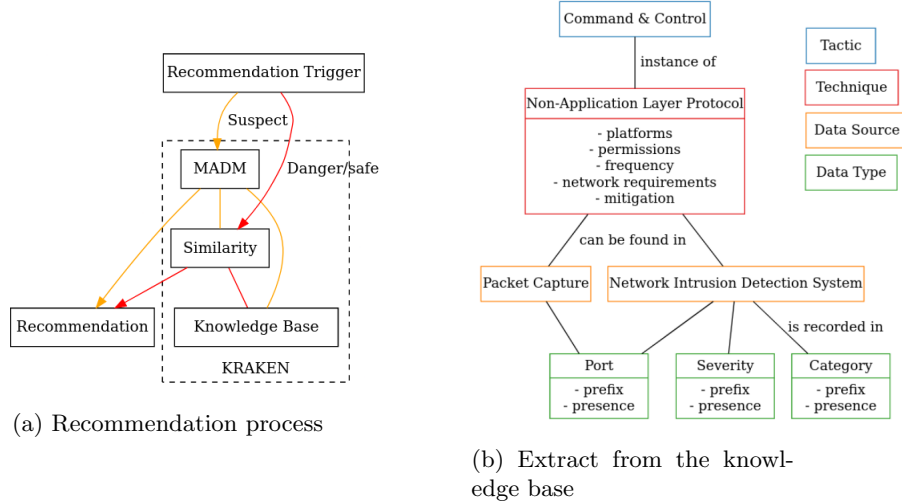 Recommendation Trigger
Suspect
MADM
Danger/safe
Similarity
Recommendation
Knowledge Base
KRAKEN
(a) Recommendation process
Command & Control
instance of
Non-Application Layer Protocol
- platforms
- permissions
- frequency
- network requirements
- mitigation
can be found in
Packet Capture
Network Intrusion Detection System
is recorded in
Port
- prefix
- presence
Severity
- prefix
- presence
Category
- prefix
- presence
Tactic
Technique
Data Source
Data Type
(b) Extract from the knowl-
edge base